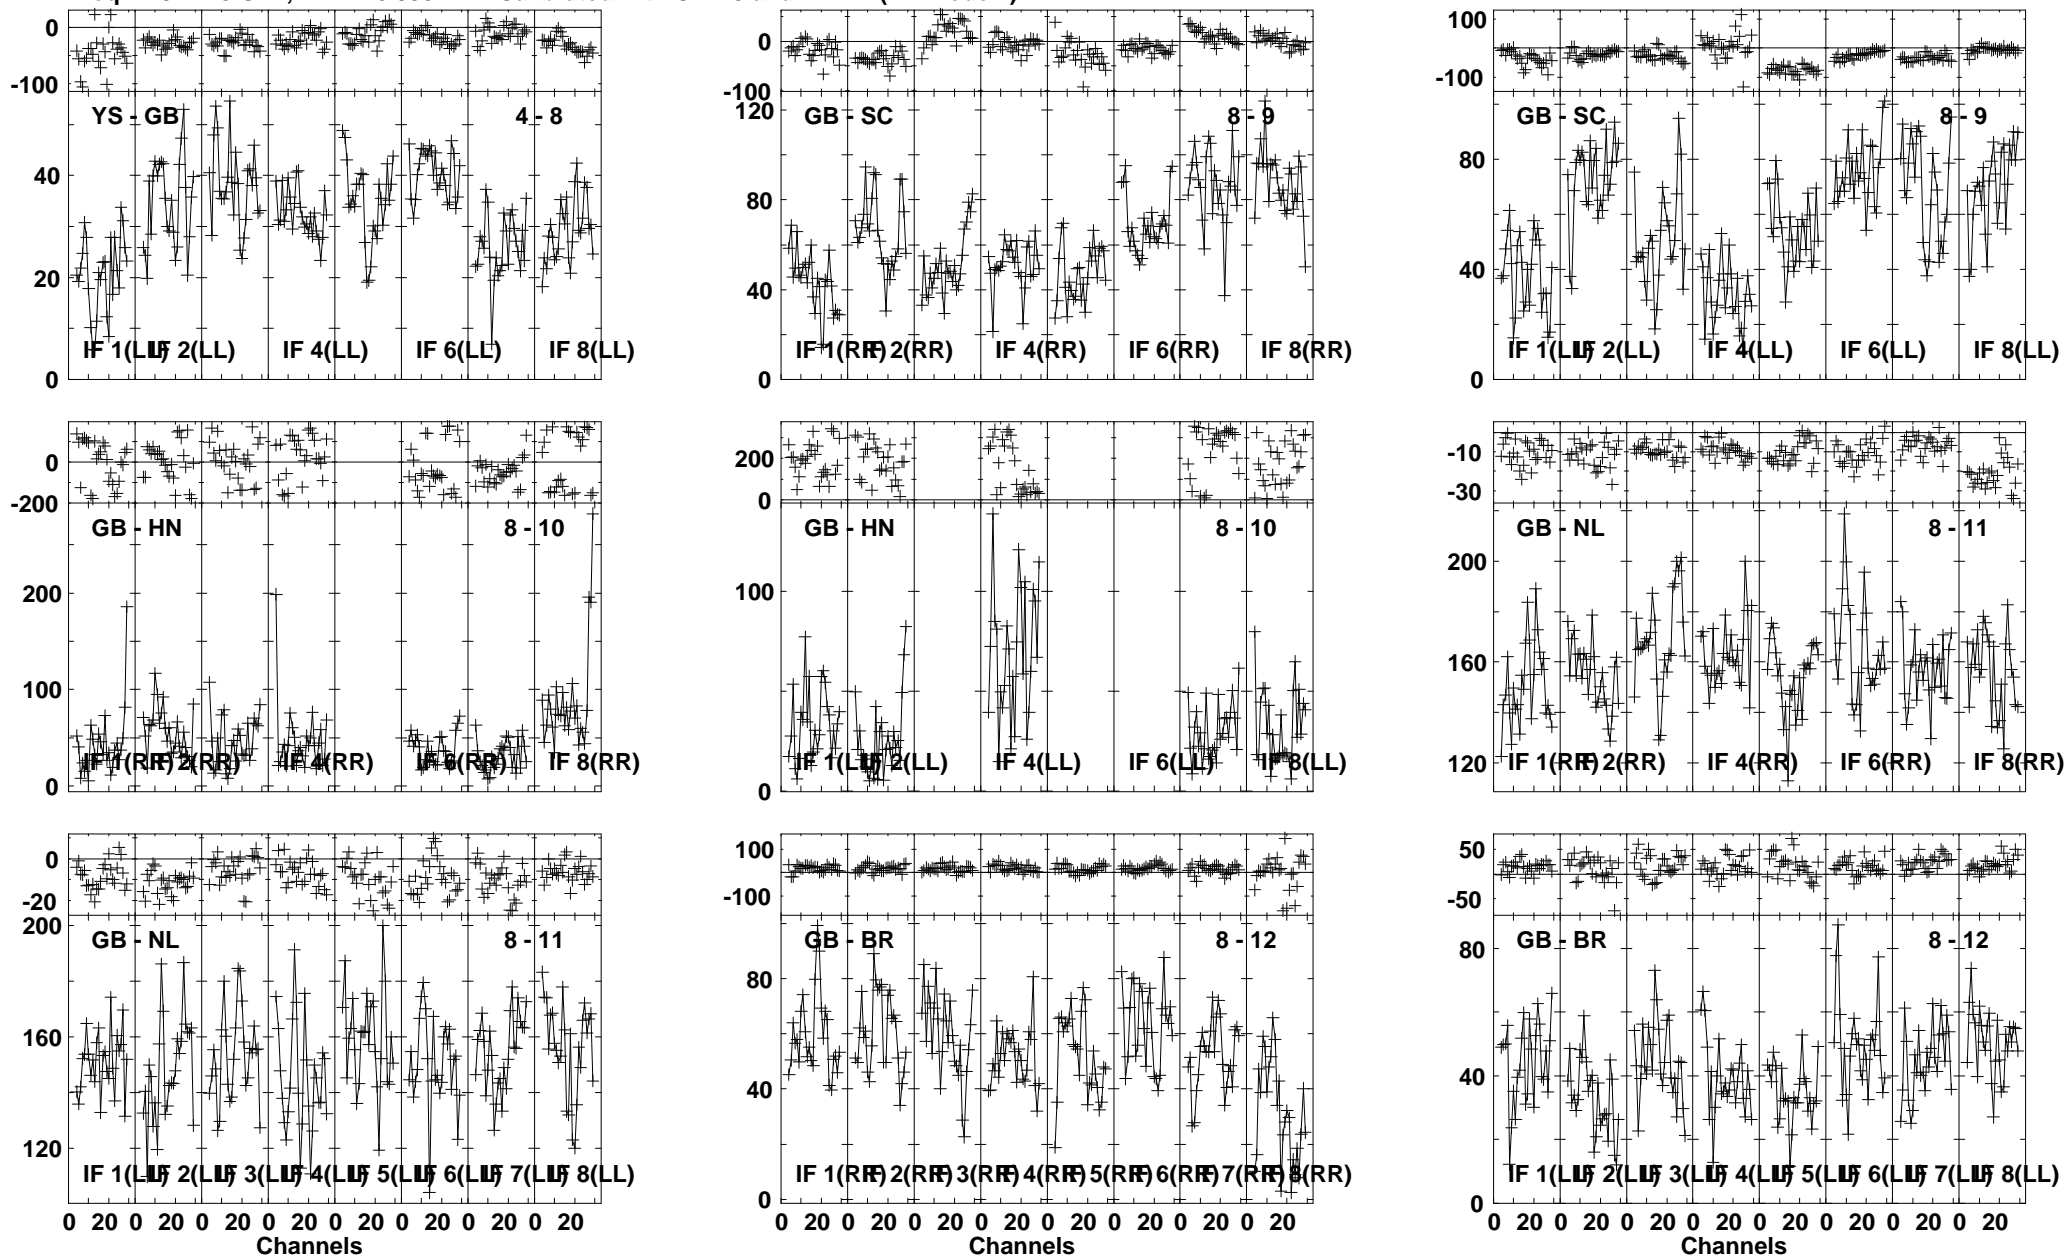 0 0 100
-100 -100 -100
120
YS - GB 4 - 8 GB - SC 8 - 9 GB - SC 8 - 9
40 80 80
20 40 40
IF 1(LL) IF 2(LL) IF 4(LL) IF 6(LL) IF 8(LL) IF 1(RR) IF 2(RR) IF 4(RR) IF 6(RR) IF 8(RR) IF 1(LL) IF 2(LL) IF 4(LL) IF 6(LL) IF 8(LL)
0 0 0
0 200 -10
-200 0 -30
GB - HN 8 - 10 GB - HN 8 - 10 GB - NL 8 - 11
200 100 200
100 160
IF 1(RR) IF 2(RR) IF 4(RR) IF 6(RR) IF 8(RR) IF 1(LL) IF 2(LL) IF 4(LL) IF 6(LL) IF 8(LL) IF 1(RR) IF 2(RR) IF 4(RR) IF 6(RR) IF 8(RR)
0 0 120
0 100 50
-20 -100 -50
200
GB - NL 8 - 11 GB - BR 8 - 12 GB - BR 8 - 12
160 80 80
120 40 40
IF 1(LL) IF 2(LL) IF 3(LL) IF 4(LL) IF 5(LL) IF 6(LL) IF 7(LL) IF 8(LL) IF 1(RR) IF 2(RR) IF 3(RR) IF 4(RR) IF 5(RR) IF 6(RR) IF 7(RR) IF 8(RR) IF 1(LL) IF 2(LL) IF 3(LL) IF 4(LL) IF 5(LL) IF 6(LL) IF 7(LL) IF 8(LL)
0 0
0 20 0 20 0 20 0 20 0 20 0 20 0 20 0 20 0 20 0 20 0 20 0 20 0 20 0 20 0 20 0 20 0 20 0 20 0 20 0 20 0 20 0 20 0 20 0 20
Channels Channels Channels